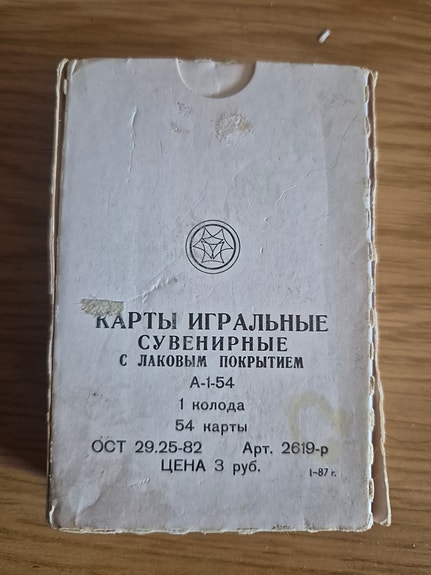 КАРТЫ ИГРАЛЬНЫЕ
СУВЕНИРНЫЕ
С ЛАКОВЫМ ПОКРЫТИЕМ
А-1-54
1 колода
54 карты
ОСТ 29.25-82 Арт. 2619-р
ЦЕНА 3 руб. 1-87 г.